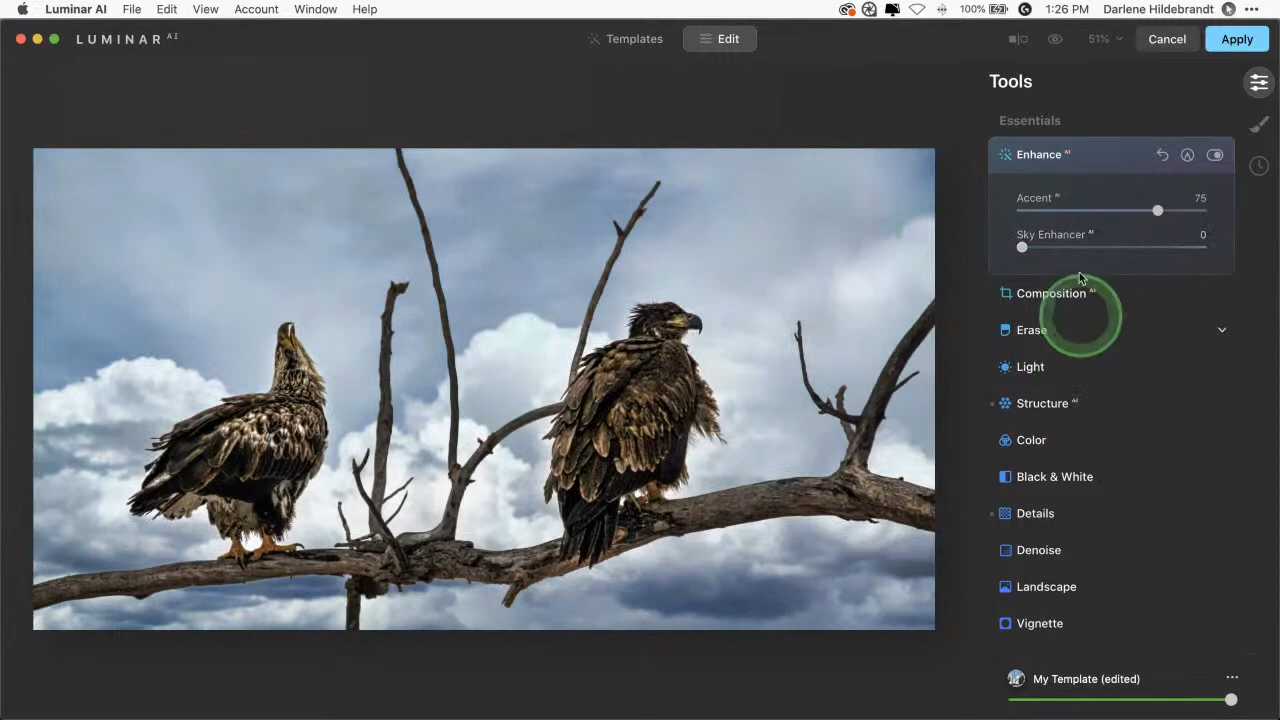 Luminar AI File Edit View Account Window Help 100% 1:26 PM Darlene Hildebrandt
LUMINAR AI Templates Edit 51% Cancel Apply
Tools
Essentials
Enhance AI
Accent AI 75
Sky Enhancer AI 0
Composition AI
Erase
Light
Structure AI
Color
Black & White
Details
Denoise
Landscape
Vignette
My Template (edited)